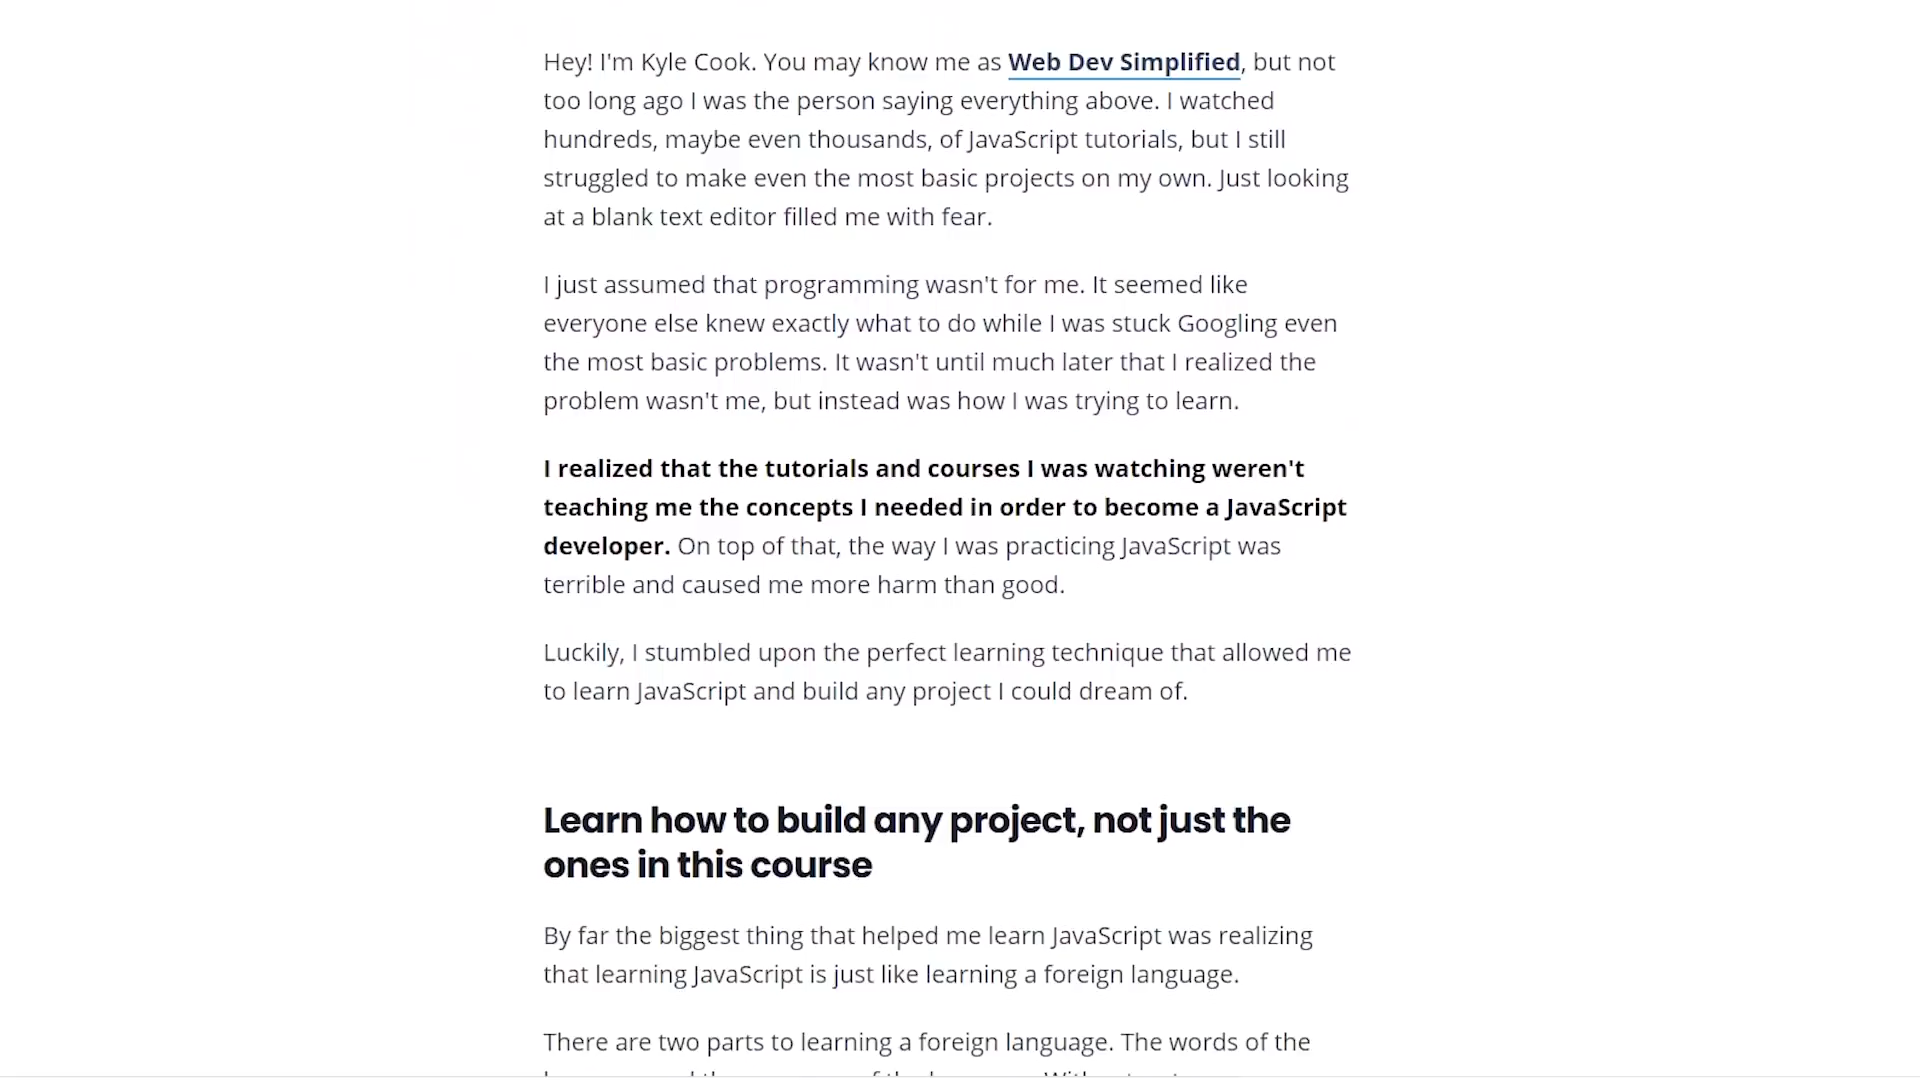 Hey! I'm Kyle Cook. You may know me as Web Dev Simplified, but not
too long ago I was the person saying everything above. I watched
hundreds, maybe even thousands, of JavaScript tutorials, but I still
struggled to make even the most basic projects on my own. Just looking
at a blank text editor filled me with fear.
I just assumed that programming wasn't for me. It seemed like
everyone else knew exactly what to do while I was stuck Googling even
the most basic problems. It wasn't until much later that I realized the
problem wasn't me, but instead was how I was trying to learn.
I realized that the tutorials and courses I was watching weren't
teaching me the concepts I needed in order to become a JavaScript
developer. On top of that, the way I was practicing JavaScript was
terrible and caused me more harm than good.
Luckily, I stumbled upon the perfect learning technique that allowed me
to learn JavaScript and build any project I could dream of.
Learn how to build any project, not just the
ones in this course
By far the biggest thing that helped me learn JavaScript was realizing
that learning JavaScript is just like learning a foreign language.
There are two parts to learning a foreign language. The words of the